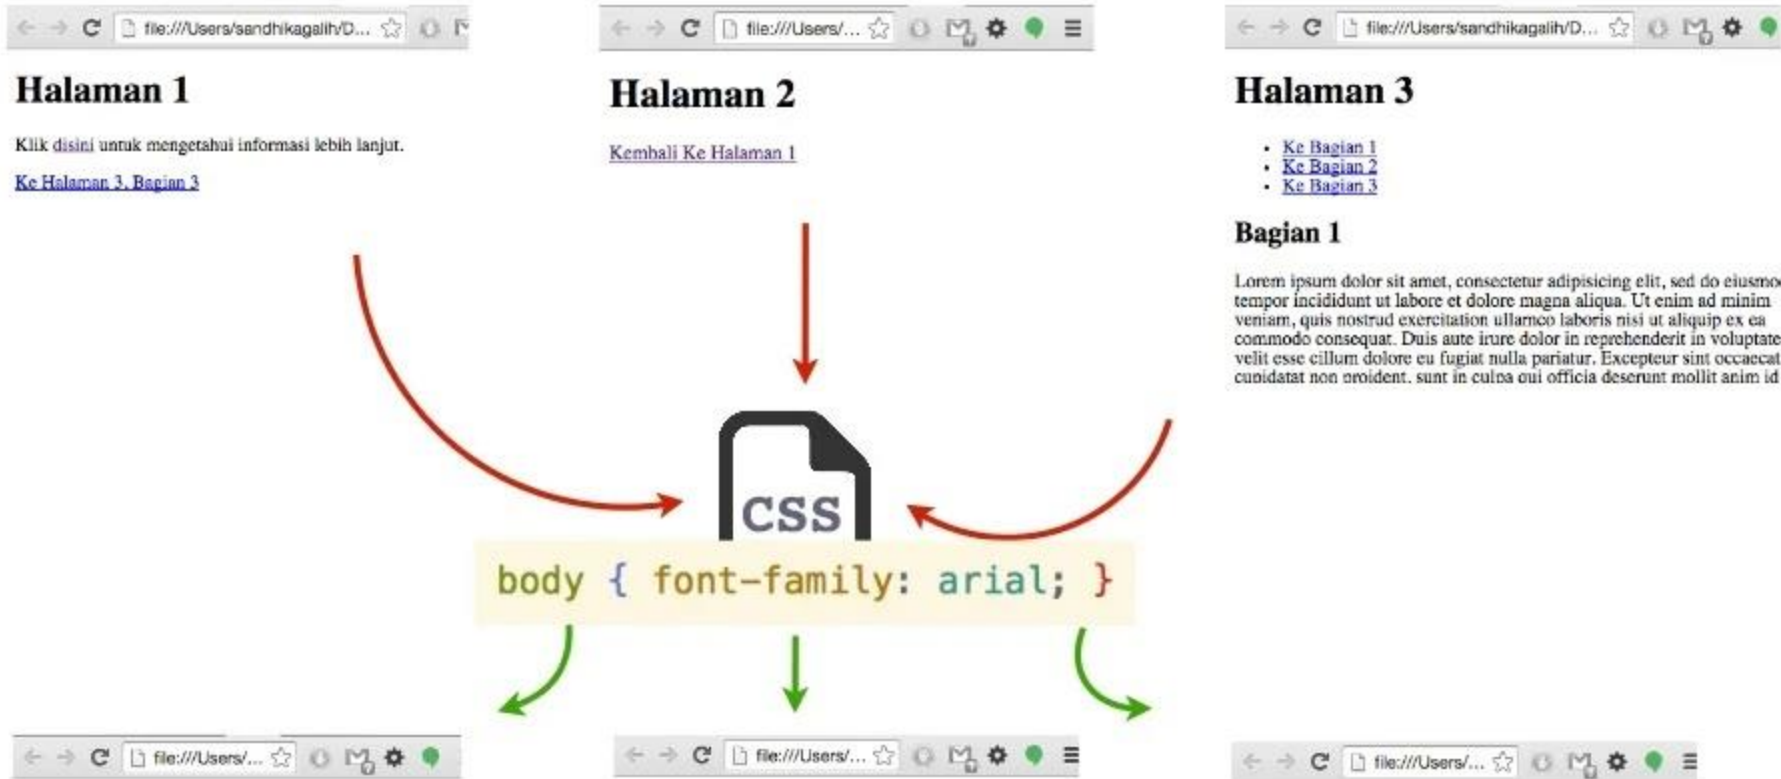 file:///Users/sandhikagalih/D...
Halaman 1
Klik disini untuk mengetahui informasi lebih lanjut.
Ke Halaman 3, Bagian 3
file:///Users/...
Halaman 2
Kembali Ke Halaman 1
file:///Users/sandhikagalih/D...
Halaman 3
Ke Bagian 1
Ke Bagian 2
Ke Bagian 3
Bagian 1
Lorem ipsum dolor sit amet, consectetur adipisicing elit, sed do eiusmod
tempor incididunt ut labore et dolore magna aliqua. Ut enim ad minim
veniam, quis nostrud exercitation ullamco laboris nisi ut aliquip ex ea
commodo consequat. Duis aute irure dolor in reprehenderit in voluptate
velit esse cillum dolore eu fugiat nulla pariatur. Excepteur sint occaecat
cupidatat non proident, sunt in culpa qui officia deserunt mollit anim id
CSS
body { font-family: arial; }
file:///Users/...
file:///Users/...
file:///Users/...